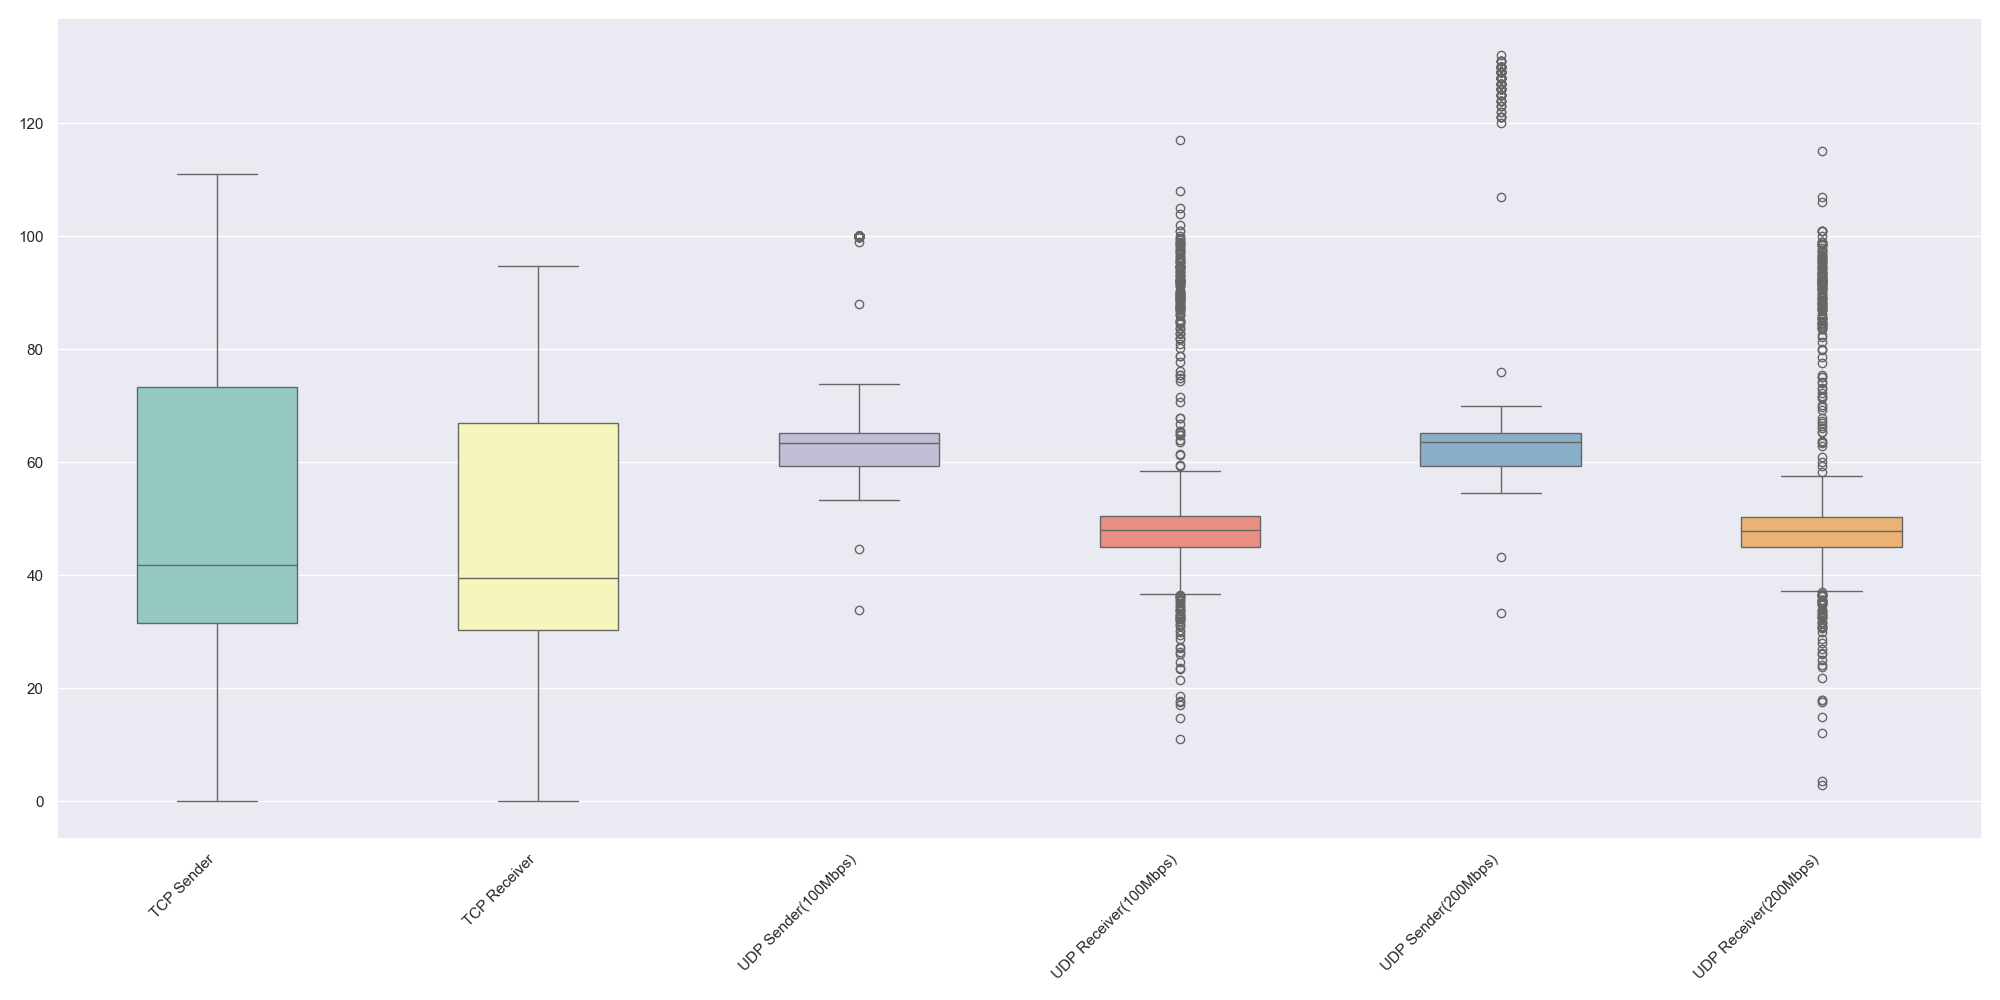 120
100
80
60
40
20
0
TCP Sender
TCP Receiver
UDP Sender(100Mbps)
UDP Receiver(100Mbps)
UDP Sender(200Mbps)
UDP Receiver(200Mbps)